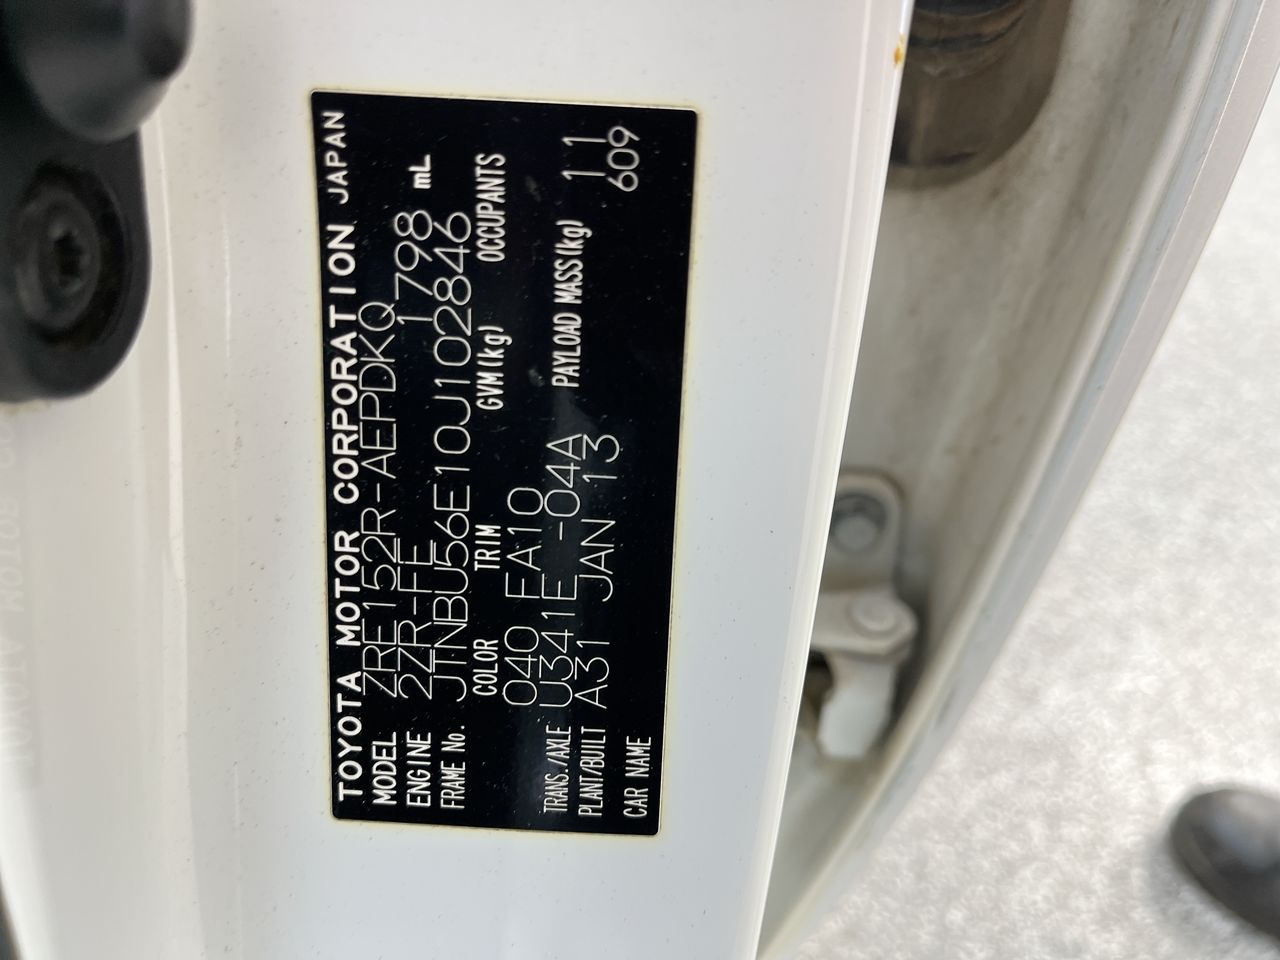 TOYOTA MOTOR CORPORATION JAPAN
MODEL ZRE152R-AEPDKQ
ENGINE 2ZR-FE 1798 mL
FRAME No. JTNBU56E10J102846
COLOR TRIM GVM(kg) OCCUPANTS
040 FA10
TRANS./AXLE U341E -04A PAYLOAD MASS(kg) 11
PLANT/BUILT A31 JAN 13 609
CAR NAME